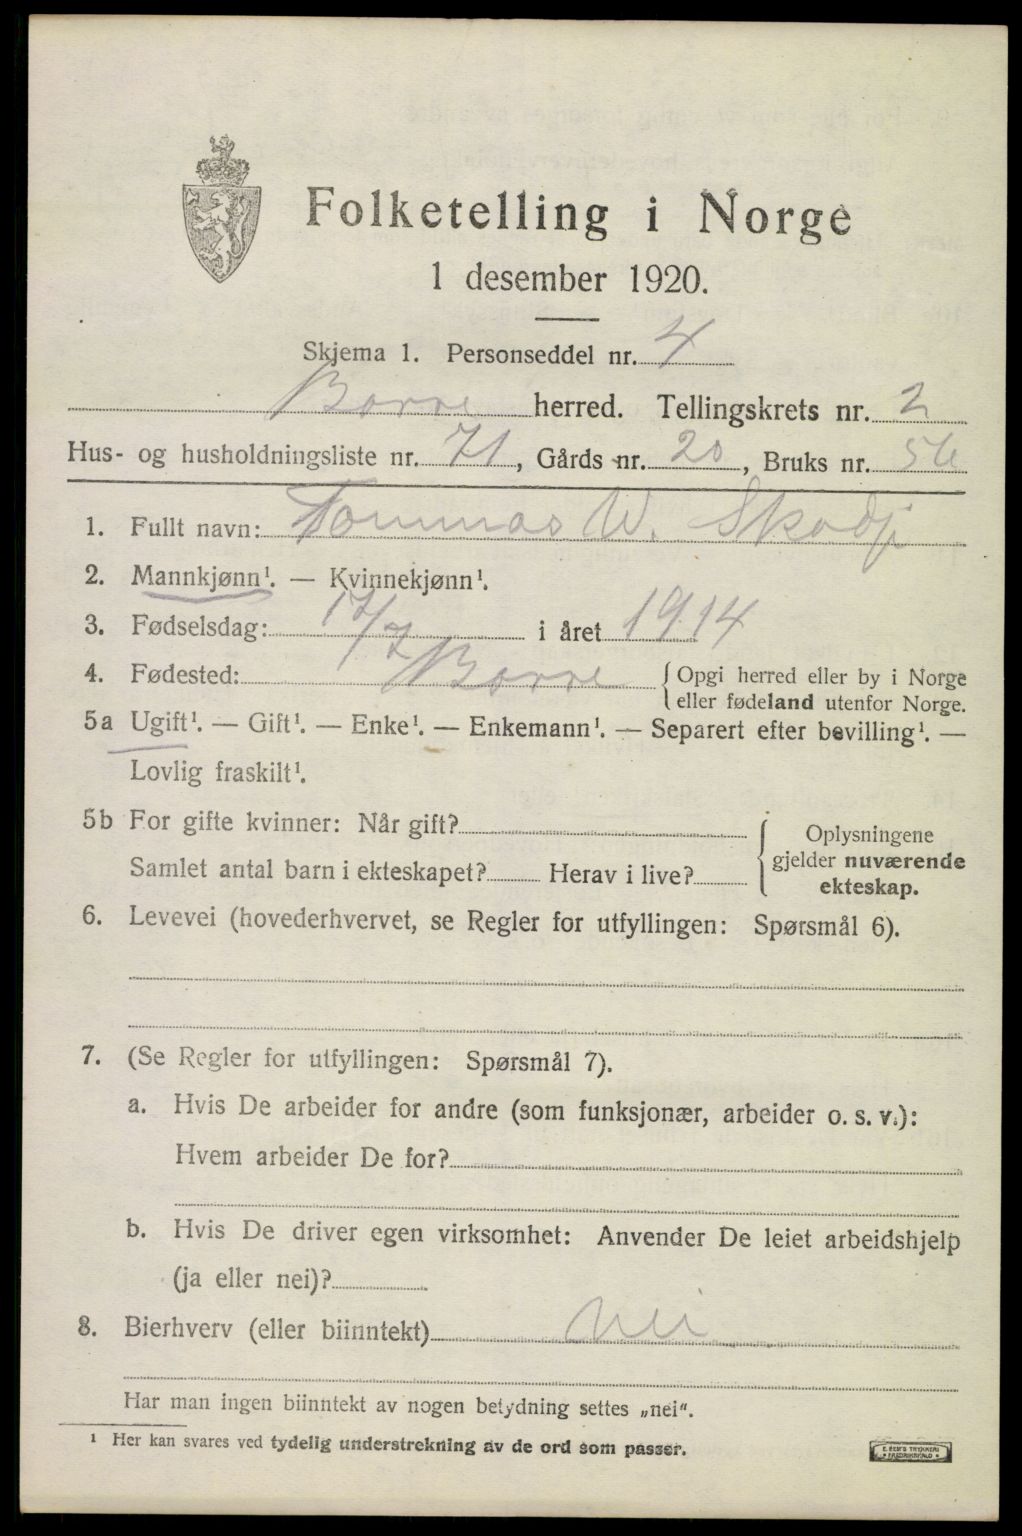 Folketelling i Norge
1 desember 1920.
Skjema 1. Personseddel nr. 4
Borre herred. Tellingskrets nr. 2
Hus- og husholdningsliste nr. 71, Gårds nr. 20, Bruks nr. 56
1. Fullt navn: Tommas W. Skodje
2. Mannkjønn¹. — Kvinnekjønn¹.
3. Fødselsdag: 17/7 i året 1914
4. Fødested: Borre { Opgi herred eller by i Norge
eller fødeland utenfor Norge.
5a Ugift¹. — Gift¹. — Enke¹. — Enkemann¹. — Separert efter bevilling¹. —
Lovlig fraskilt¹.
5b For gifte kvinner: Når gift?
Samlet antal barn i ekteskapet? Herav i live?
Oplysningene
gjelder nuværende
ekteskap.
6. Levevei (hovederhvervet, se Regler for utfyllingen: Spørsmål 6).
7. (Se Regler for utfyllingen: Spørsmål 7).
a. Hvis De arbeider for andre (som funksjonær, arbeider o. s. v.):
Hvem arbeider De for?
b. Hvis De driver egen virksomhet: Anvender De leiet arbeidshjelp
(ja eller nei)?
8. Bierhverv (eller biinntekt) Nei
Har man ingen biinntekt av nogen betydning settes „nei".
¹ Her kan svares ved tydelig understrekning av de ord som passer.